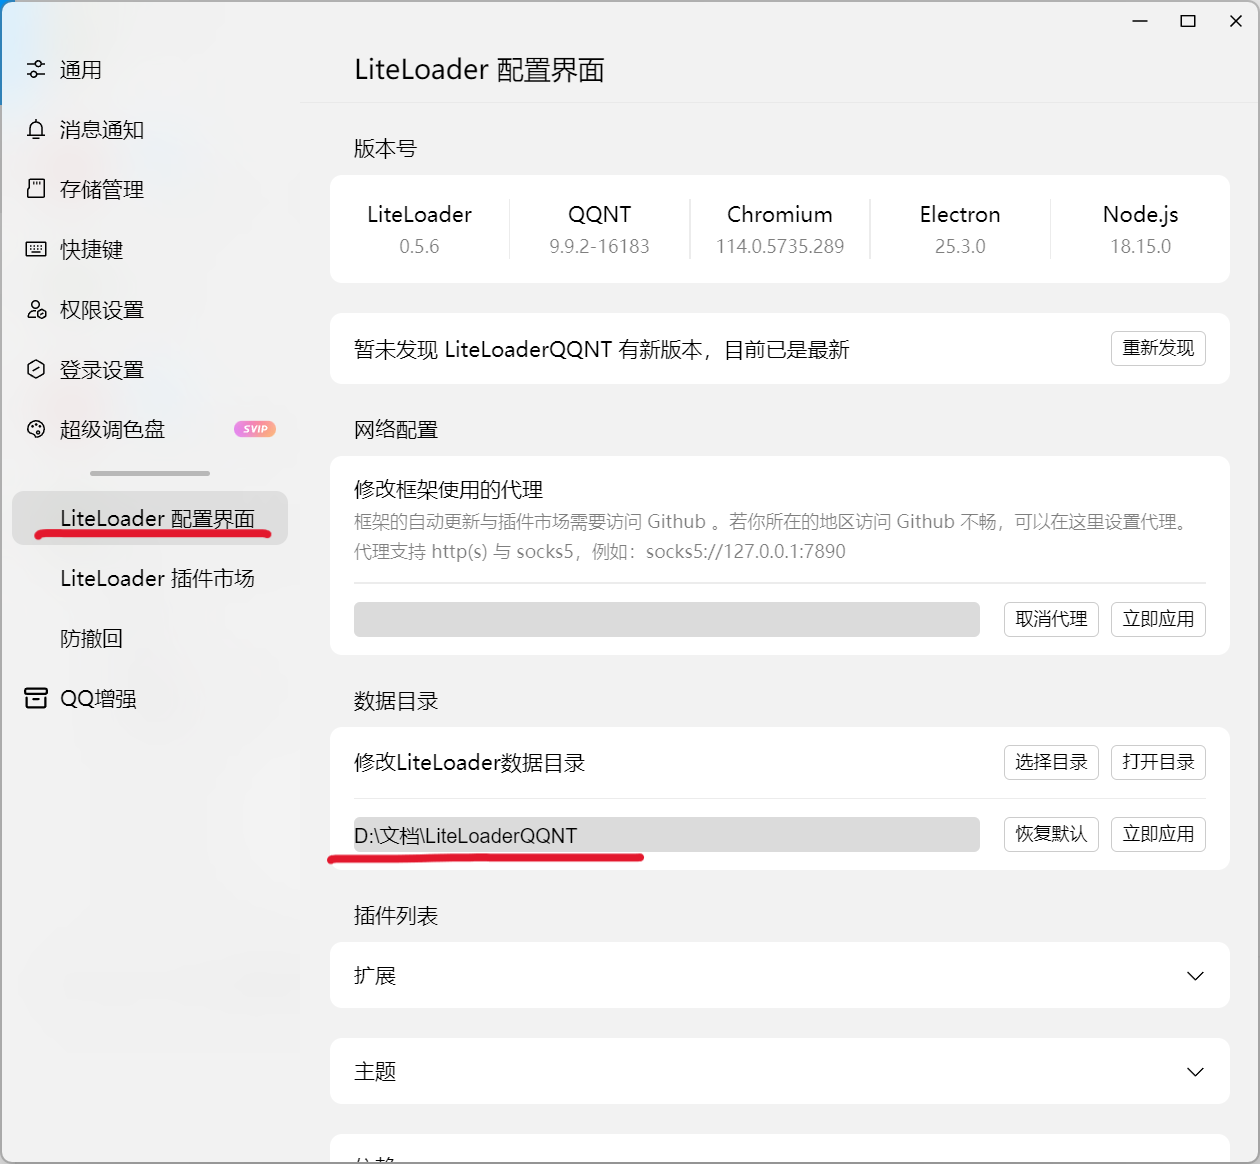 通用
消息通知
存储管理
快捷键
权限设置
登录设置
超级调色盘 SVIP
LiteLoader 配置界面
LiteLoader 插件市场
防撤回
QQ增强
LiteLoader 配置界面
版本号
LiteLoader
0.5.6
QQNT
9.9.2-16183
Chromium
114.0.5735.289
Electron
25.3.0
Node.js
18.15.0
暂未发现 LiteLoaderQQNT 有新版本，目前已是最新
重新发现
网络配置
修改框架使用的代理
框架的自动更新与插件市场需要访问 Github 。若你所在的地区访问 Github 不畅，可以在这里设置代理。
代理支持 http(s) 与 socks5，例如：socks5://127.0.0.1:7890
取消代理
立即应用
数据目录
修改LiteLoader数据目录
选择目录
打开目录
D:\文档\LiteLoaderQQNT
恢复默认
立即应用
插件列表
扩展
主题